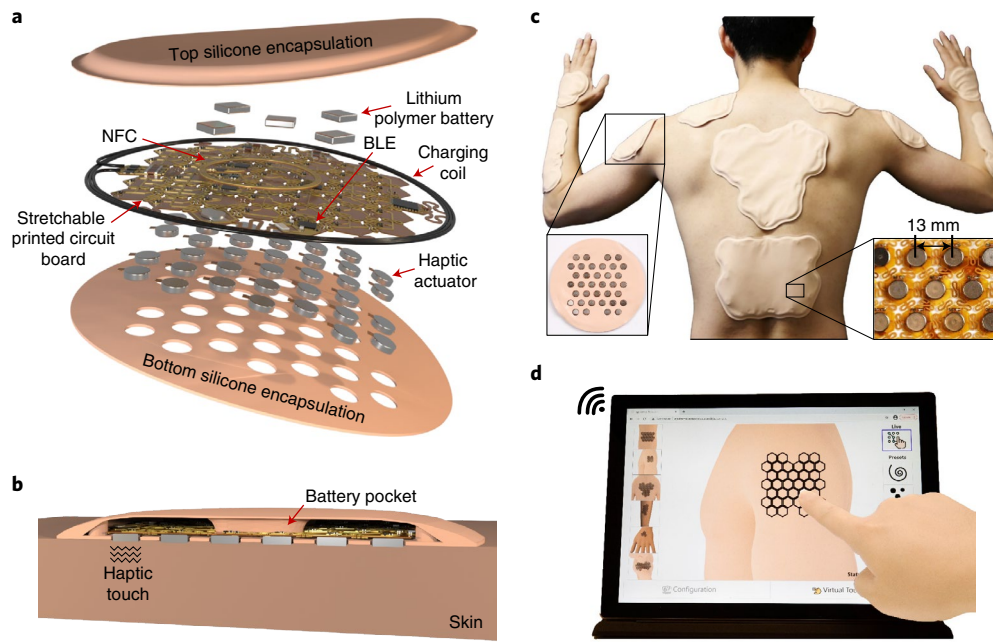 a
Top silicone encapsulation
Lithium
polymer battery
NFC
BLE
Charging
coil
Stretchable
printed circuit
board
Haptic
actuator
Bottom silicone encapsulation
b
Battery pocket
Haptic
touch
Skin
c
13 mm
d
Live
Presets
Configuration
Virtual